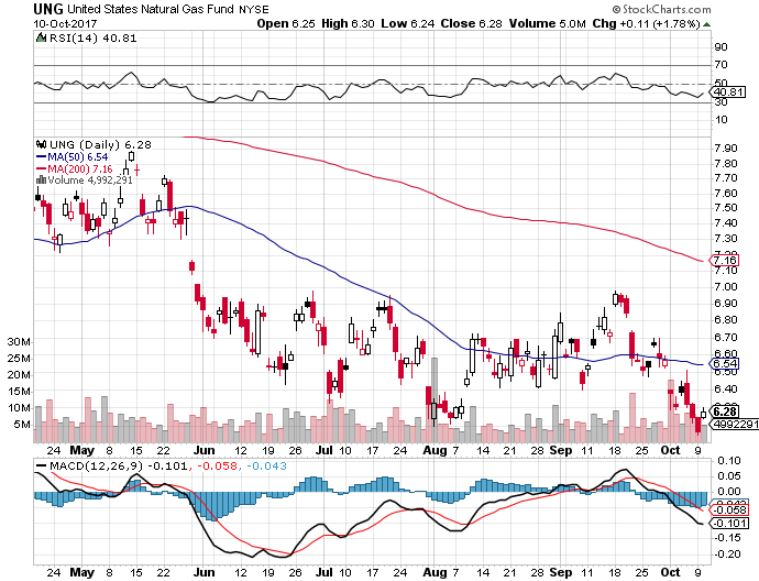 UNG United States Natural Gas Fund NYSE © StockCharts.com
10-Oct-2017 Open 6.25 High 6.30 Low 6.24 Close 6.28 Volume 5.0M Chg +0.11 (+1.78%)
RSI(14) 40.81
90
70
50
40.81
30
10
UNG (Daily) 6.28
MA(50) 6.54
MA(200) 7.16
Volume 4,992,291
7.90
7.80
7.70
7.60
7.50
7.40
7.30
7.20
7.16
7.10
7.00
6.90
6.80
6.70
6.60
6.54
6.50
6.40
6.28
4992291
30M
25M
20M
15M
10M
5M
24 May 8 15 22 Jun 12 19 26 Jul 10 17 24 Aug 7 14 21 28 Sep 11 18 25 Oct 9
MACD(12,26,9) -0.101, -0.058, -0.043
0.10
0.05
0.00
-0.058
-0.101
24 May 8 15 22 Jun 12 19 26 Jul 10 17 24 Aug 7 14 21 28 Sep 11 18 25 Oct 9